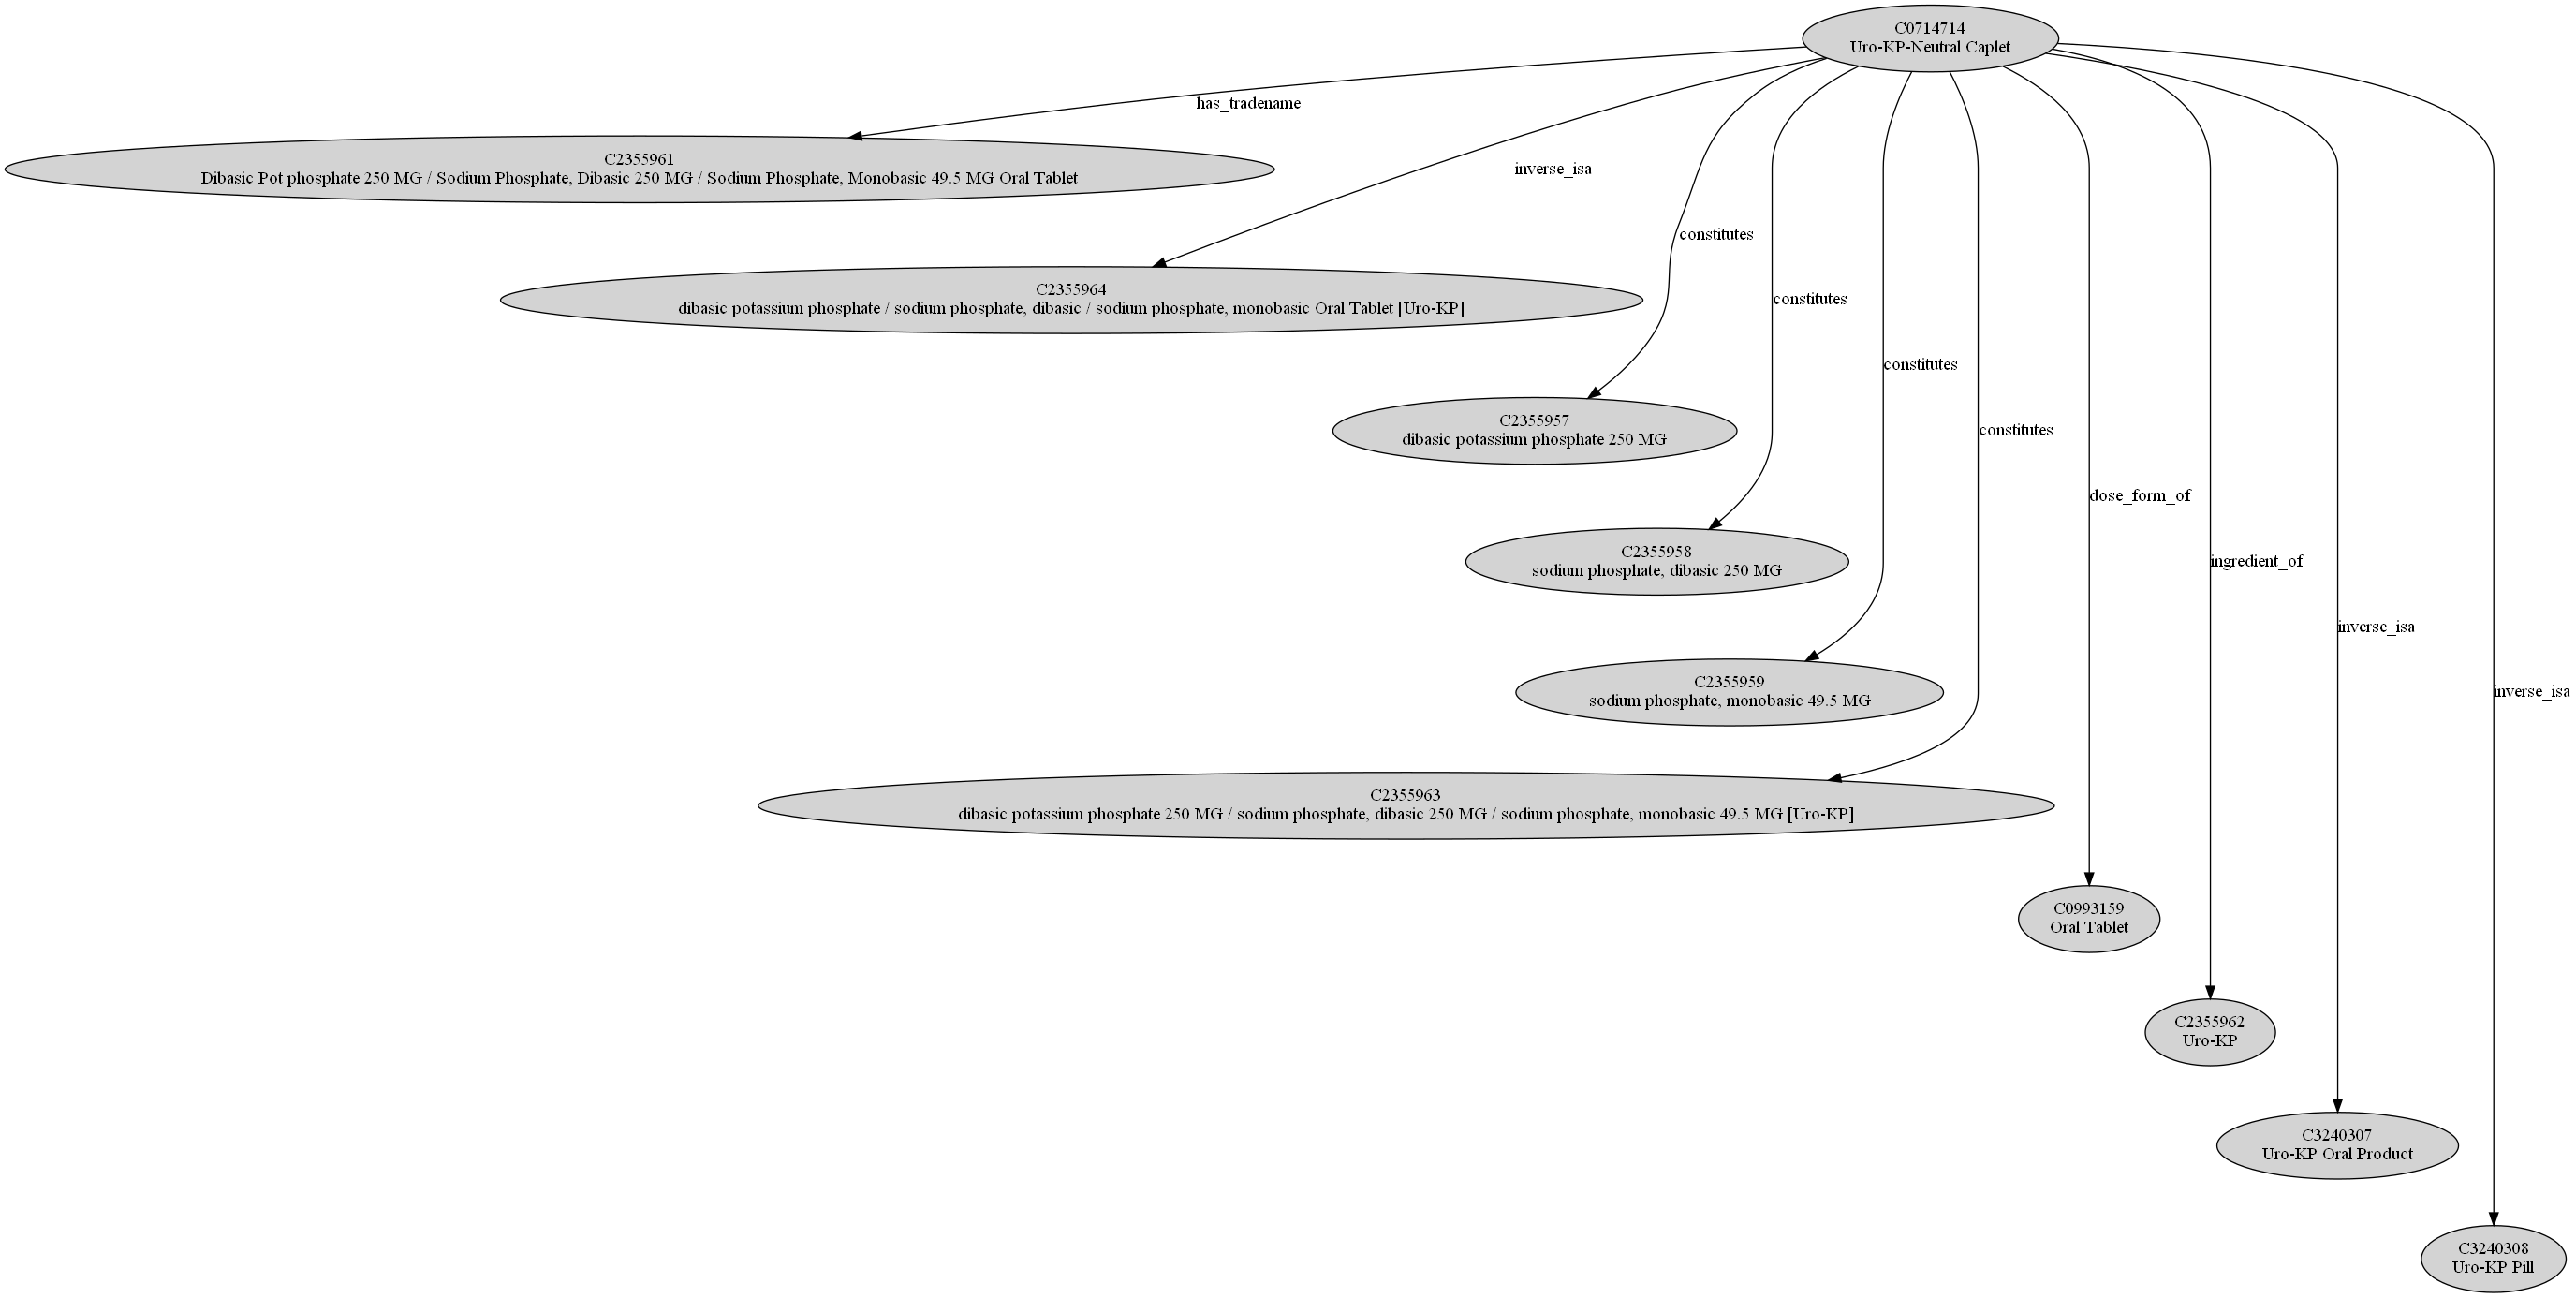 C0714714
Uro-KP-Neutral Caplet
has_tradename
C2355961
Dibasic Pot phosphate 250 MG / Sodium Phosphate, Dibasic 250 MG / Sodium Phosphate, Monobasic 49.5 MG Oral Tablet
inverse_isa
constitutes
C2355964
dibasic potassium phosphate / sodium phosphate, dibasic / sodium phosphate, monobasic Oral Tablet [Uro-KP]
constitutes
constitutes
C2355957
dibasic potassium phosphate 250 MG
constitutes
dose_form_of
C2355958
sodium phosphate, dibasic 250 MG
ingredient_of
inverse_isa
C2355959
sodium phosphate, monobasic 49.5 MG
inverse_isa
C2355963
dibasic potassium phosphate 250 MG / sodium phosphate, dibasic 250 MG / sodium phosphate, monobasic 49.5 MG [Uro-KP]
C0993159
Oral Tablet
C2355962
Uro-KP
C3240307
Uro-KP Oral Product
C3240308
Uro-KP Pill